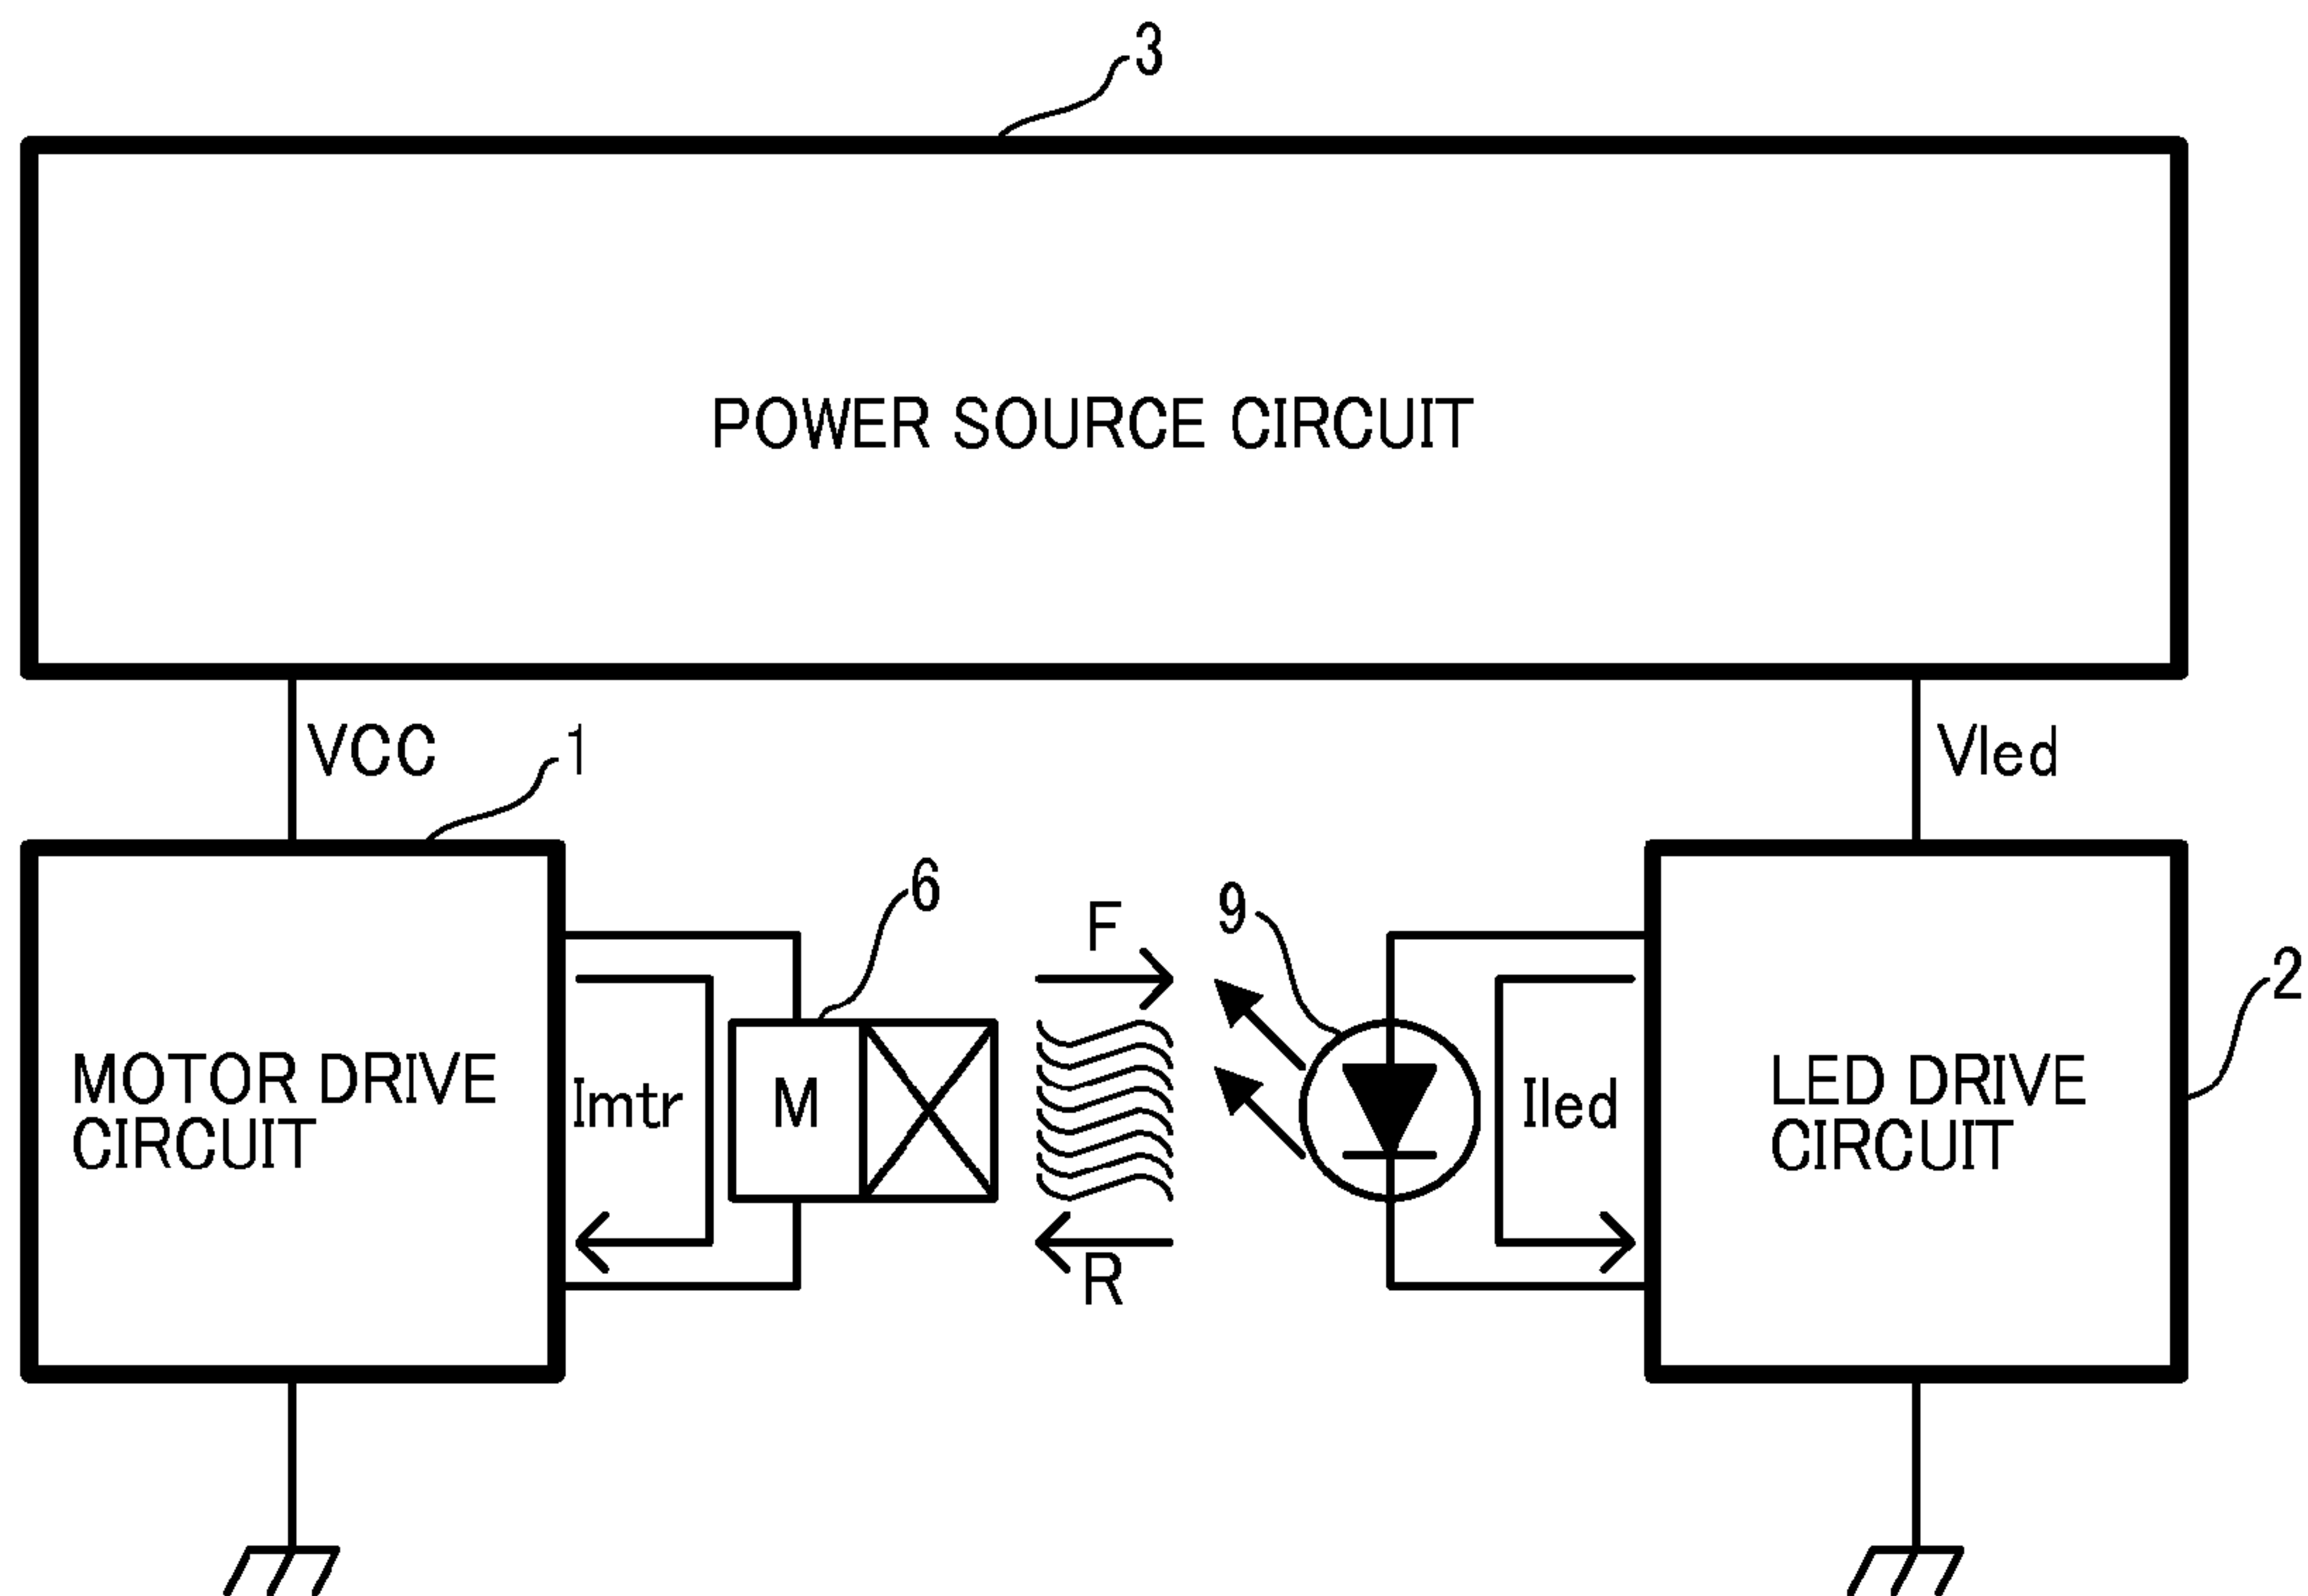 3
POWER SOURCE CIRCUIT
VCC
1
Vled
6
F
9
2
MOTOR DRIVE
CIRCUIT
Imtr
M
Iled
LED DRIVE
CIRCUIT
R